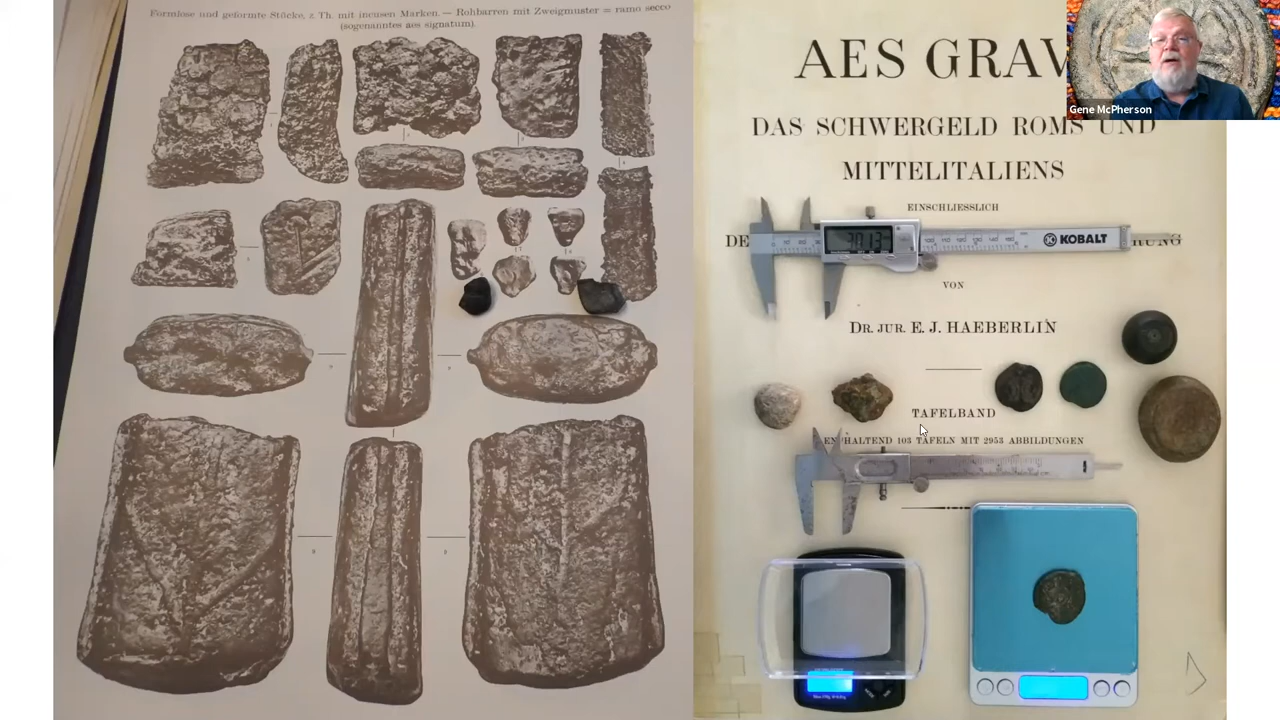 Formlose und geformte Stücke, z. Th. mit incusen Marken. — Rohbarren mit Zweigmuster = ramo secco
(sogenanntes aes signatum).
AES GRAV
DAS SCHWERGELD ROMS UND
MITTELITALIENS
EINSCHLIESSLICH
DE
RUNG
KOBALT
VON
DR. JUR. E. J. HAEBERLIN
TAFELBAND
ENTHALTEND 103 TAFELN MIT 2953 ABBILDUNGEN
Gene McPherson